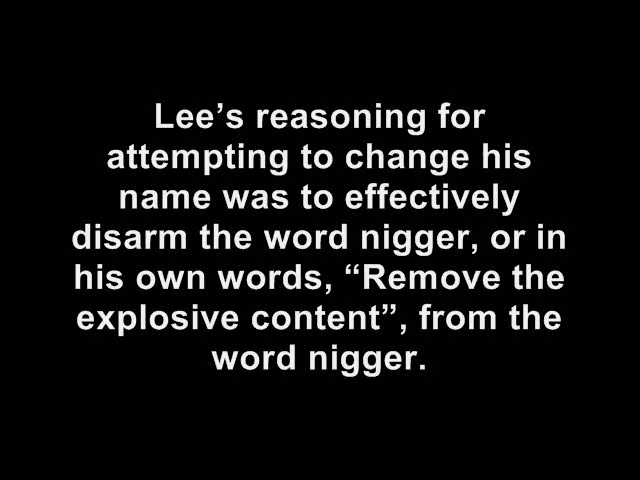 Lee’s reasoning for
attempting to change his
name was to effectively
disarm the word nigger, or in
his own words, “Remove the
explosive content”, from the
word nigger.